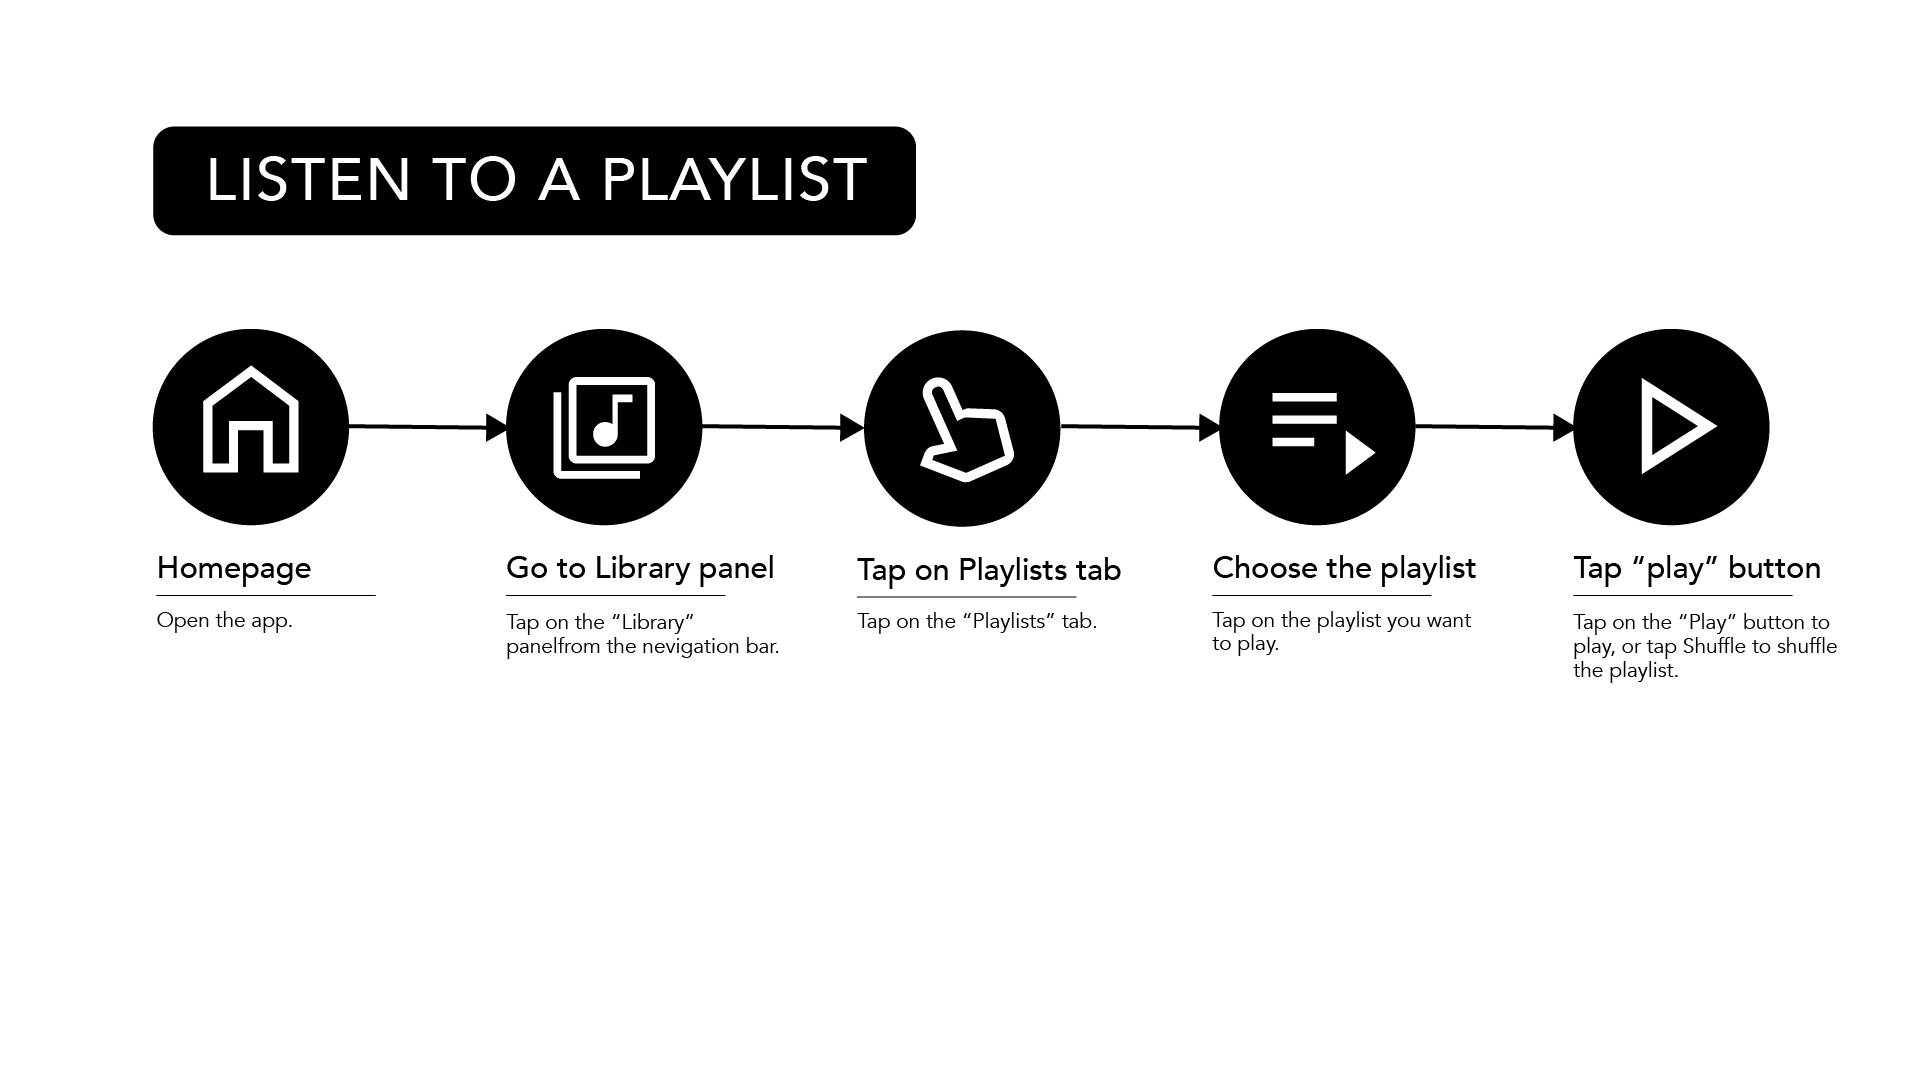 LISTEN TO A PLAYLIST
Homepage
Open the app.
Go to Library panel
Tap on the “Library”
panelfrom the nevigation bar.
Tap on Playlists tab
Tap on the “Playlists” tab.
Choose the playlist
Tap on the playlist you want
to play.
Tap “play” button
Tap on the “Play” button to
play, or tap Shuffle to shuffle
the playlist.